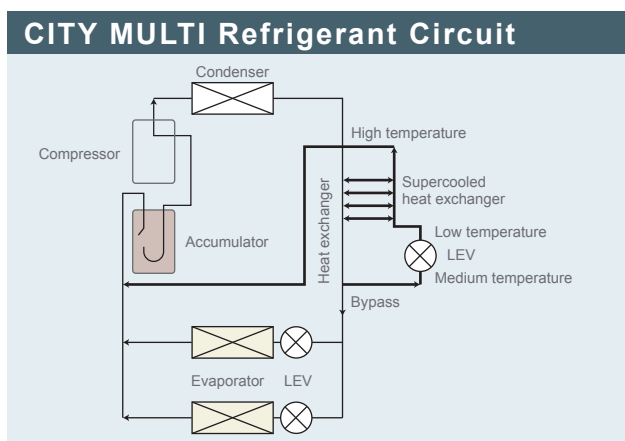 CITY MULTI Refrigerant Circuit
Condenser
High temperature
Compressor
Supercooled
heat exchanger
Heat exchanger
Accumulator
Low temperature
LEV
Medium temperature
Bypass
Evaporator
LEV